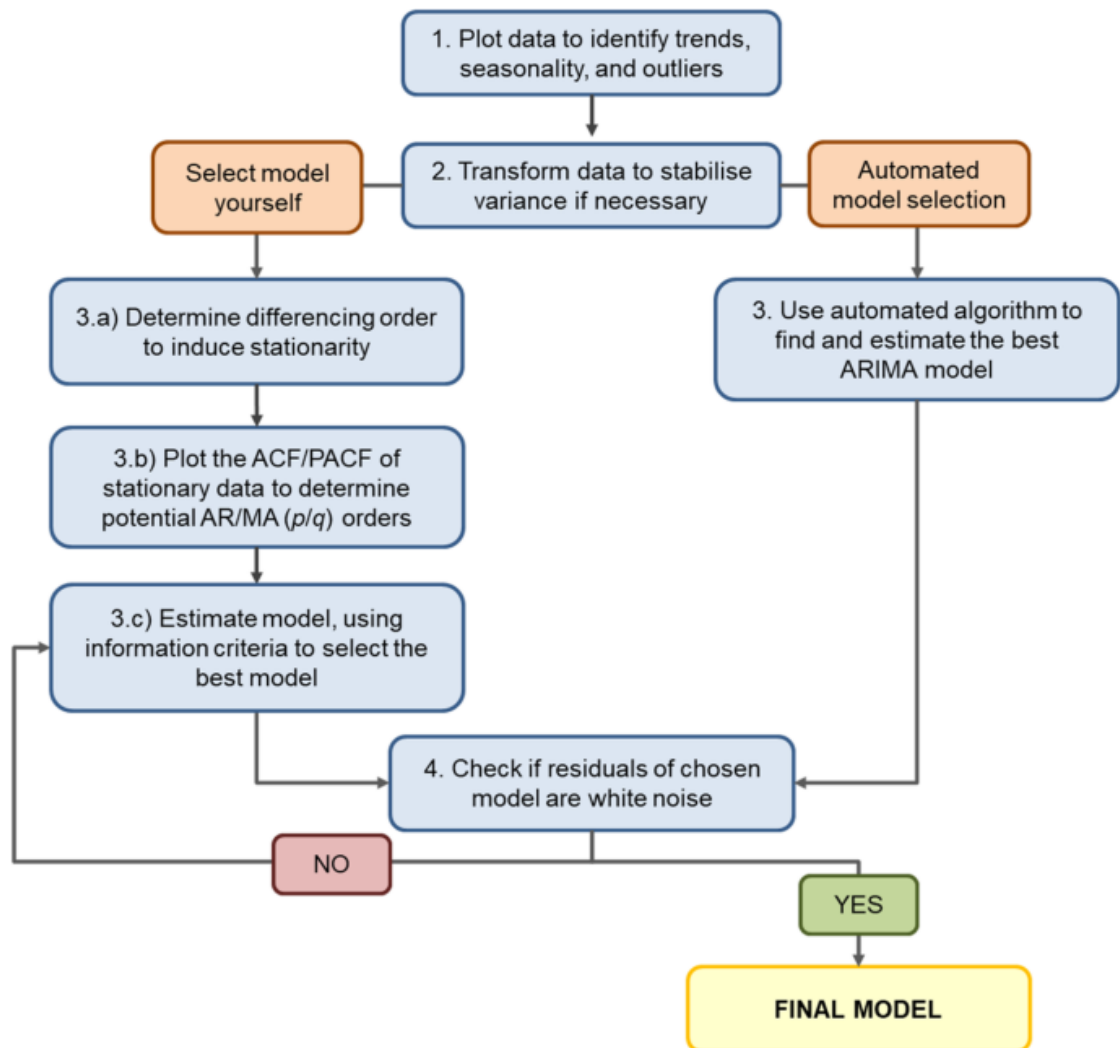 1. Plot data to identify trends,
seasonality, and outliers
Select model
yourself
2. Transform data to stabilise
variance if necessary
Automated
model selection
3.a) Determine differencing order
to induce stationarity
3. Use automated algorithm to
find and estimate the best
ARIMA model
3.b) Plot the ACF/PACF of
stationary data to determine
potential AR/MA (p/q) orders
3.c) Estimate model, using
information criteria to select the
best model
4. Check if residuals of chosen
model are white noise
NO
YES
FINAL MODEL